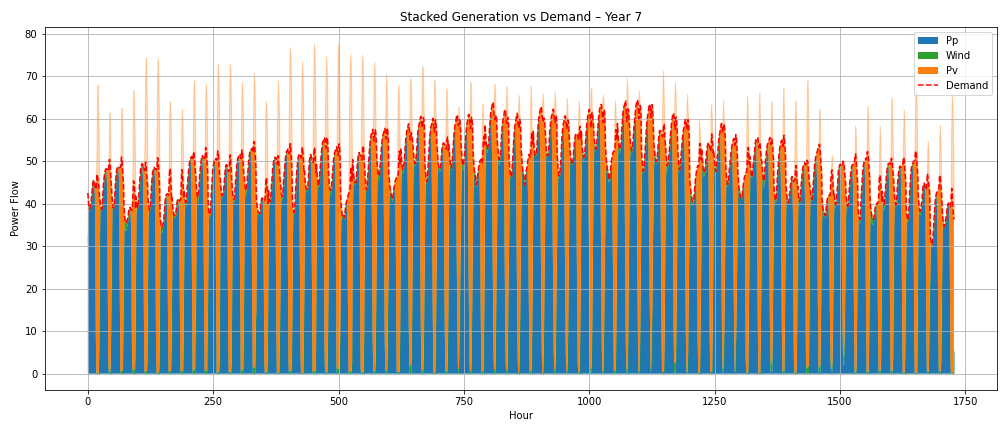 Stacked Generation vs Demand – Year 7
Pp
Wind
Pv
Demand
Power Flow
80
70
60
50
40
30
20
10
0
0 250 500 750 1000 1250 1500 1750
Hour